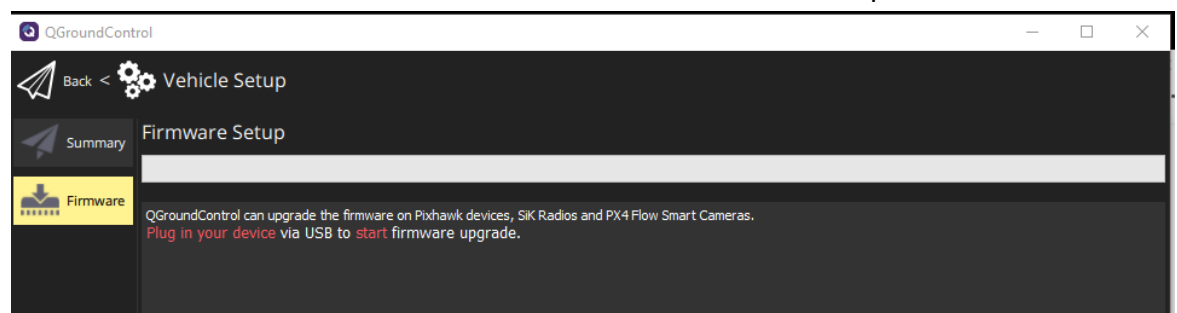 QGroundControl
Back < Vehicle Setup
Summary
Firmware Setup
Firmware
QGroundControl can upgrade the firmware on Pixhawk devices, SiK Radios and PX4 Flow Smart Cameras.
Plug in your device via USB to start firmware upgrade.